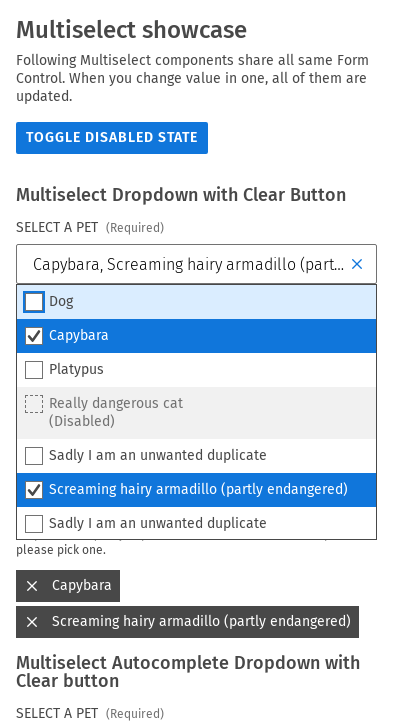 Multiselect showcase
Following Multiselect components share all same Form
Control. When you change value in one, all of them are
updated.
TOGGLE DISABLED STATE
Multiselect Dropdown with Clear Button
SELECT A PET (Required)
Capybara, Screaming hairy armadillo (part...
Dog
Capybara
Platypus
Really dangerous cat
(Disabled)
Sadly I am an unwanted duplicate
Screaming hairy armadillo (partly endangered)
Sadly I am an unwanted duplicate
please pick one.
Capybara
Screaming hairy armadillo (partly endangered)
Multiselect Autocomplete Dropdown with
Clear button
SELECT A PET (Required)